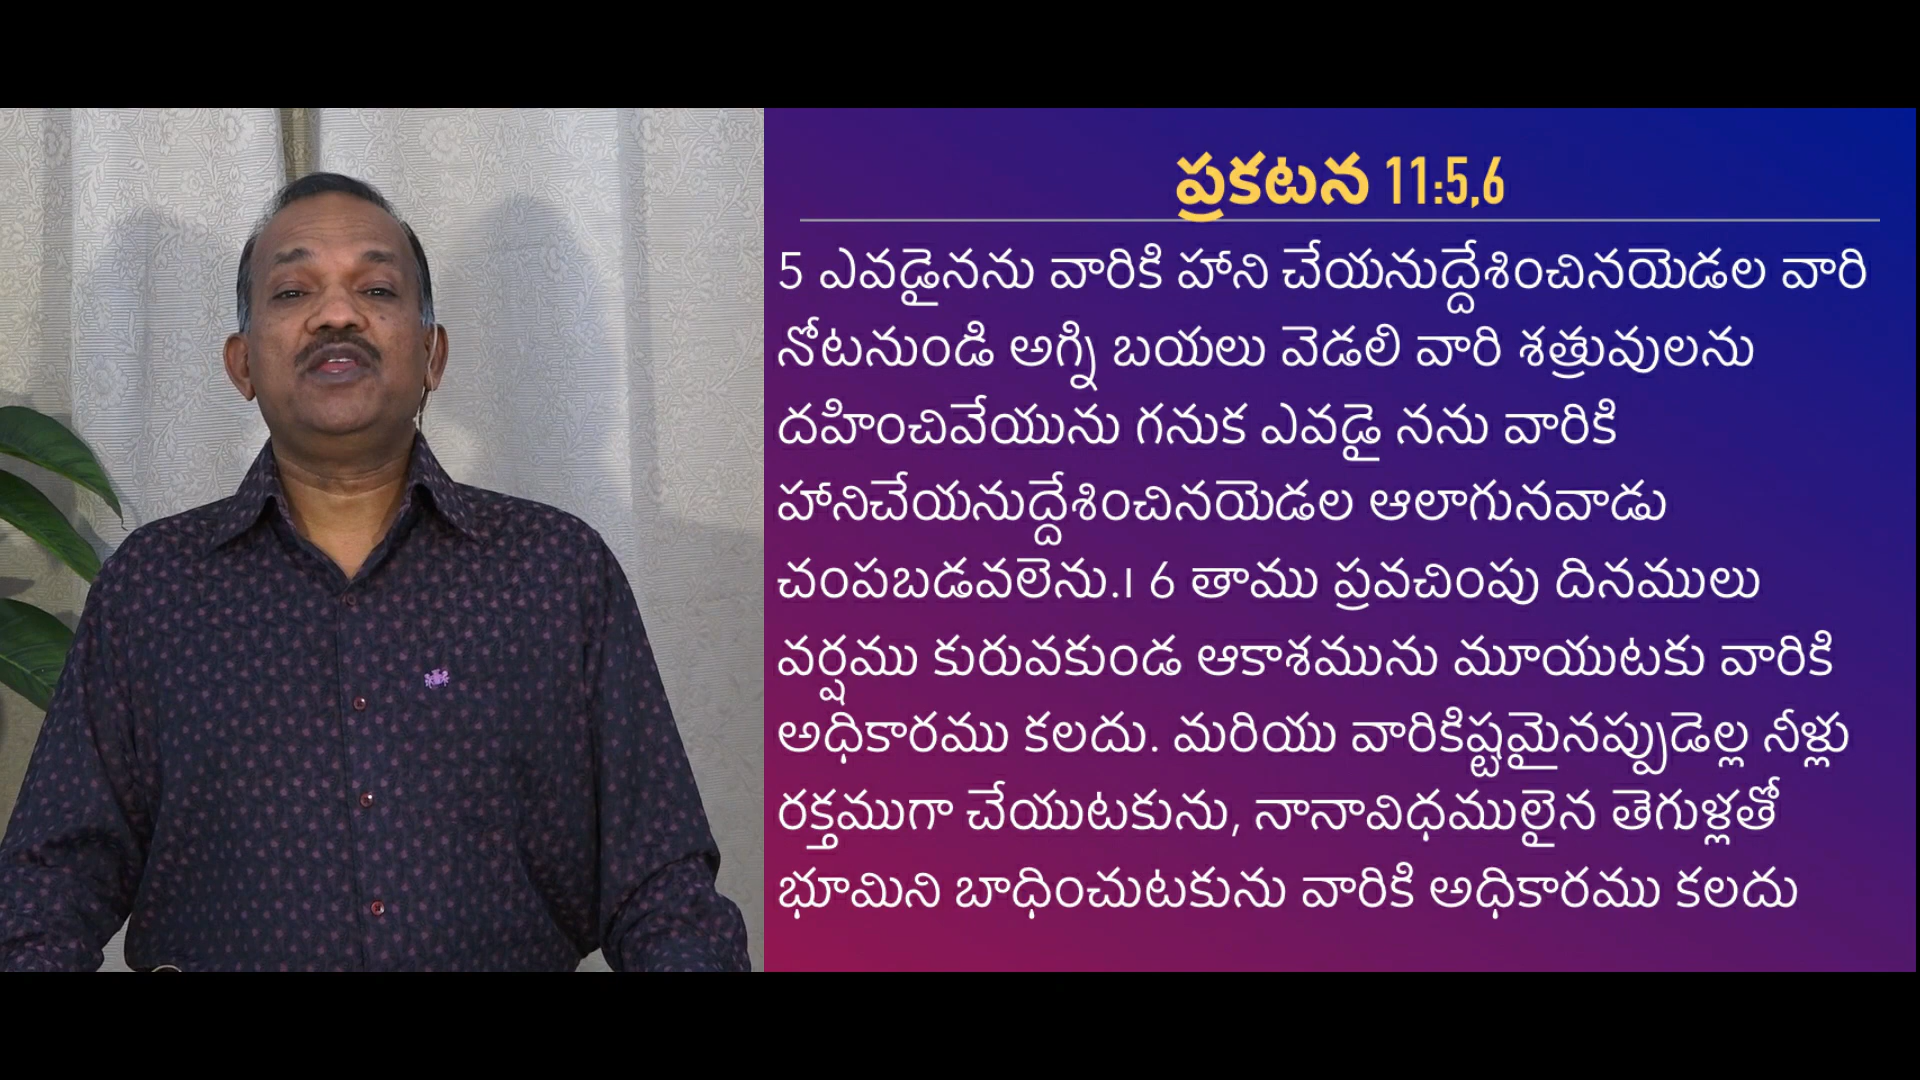 ప్రకటన 11:5,6
5 ఎవడైనను వారికి హాని చేయనుద్దేశించినయెడల వారి
నోటనుండి అగ్ని బయలు వెడలి వారి శత్రువులను
దహించివేయును గనుక ఎవడై నను వారికి
హానిచేయనుద్దేశించినయెడల ఆలాగునవాడు
చంపబడవలెను.। 6 తాము ప్రవచింపు దినములు
వర్షము కురువకుండ ఆకాశమును మూయుటకు వారికి
అధికారము కలదు. మరియు వారికిష్టమైనప్పుడెల్ల నీళ్లు
రక్తముగా చేయుటకును, నానావిధములైన తెగుళ్లతో
భూమిని బాధించుటకును వారికి అధికారము కలదు